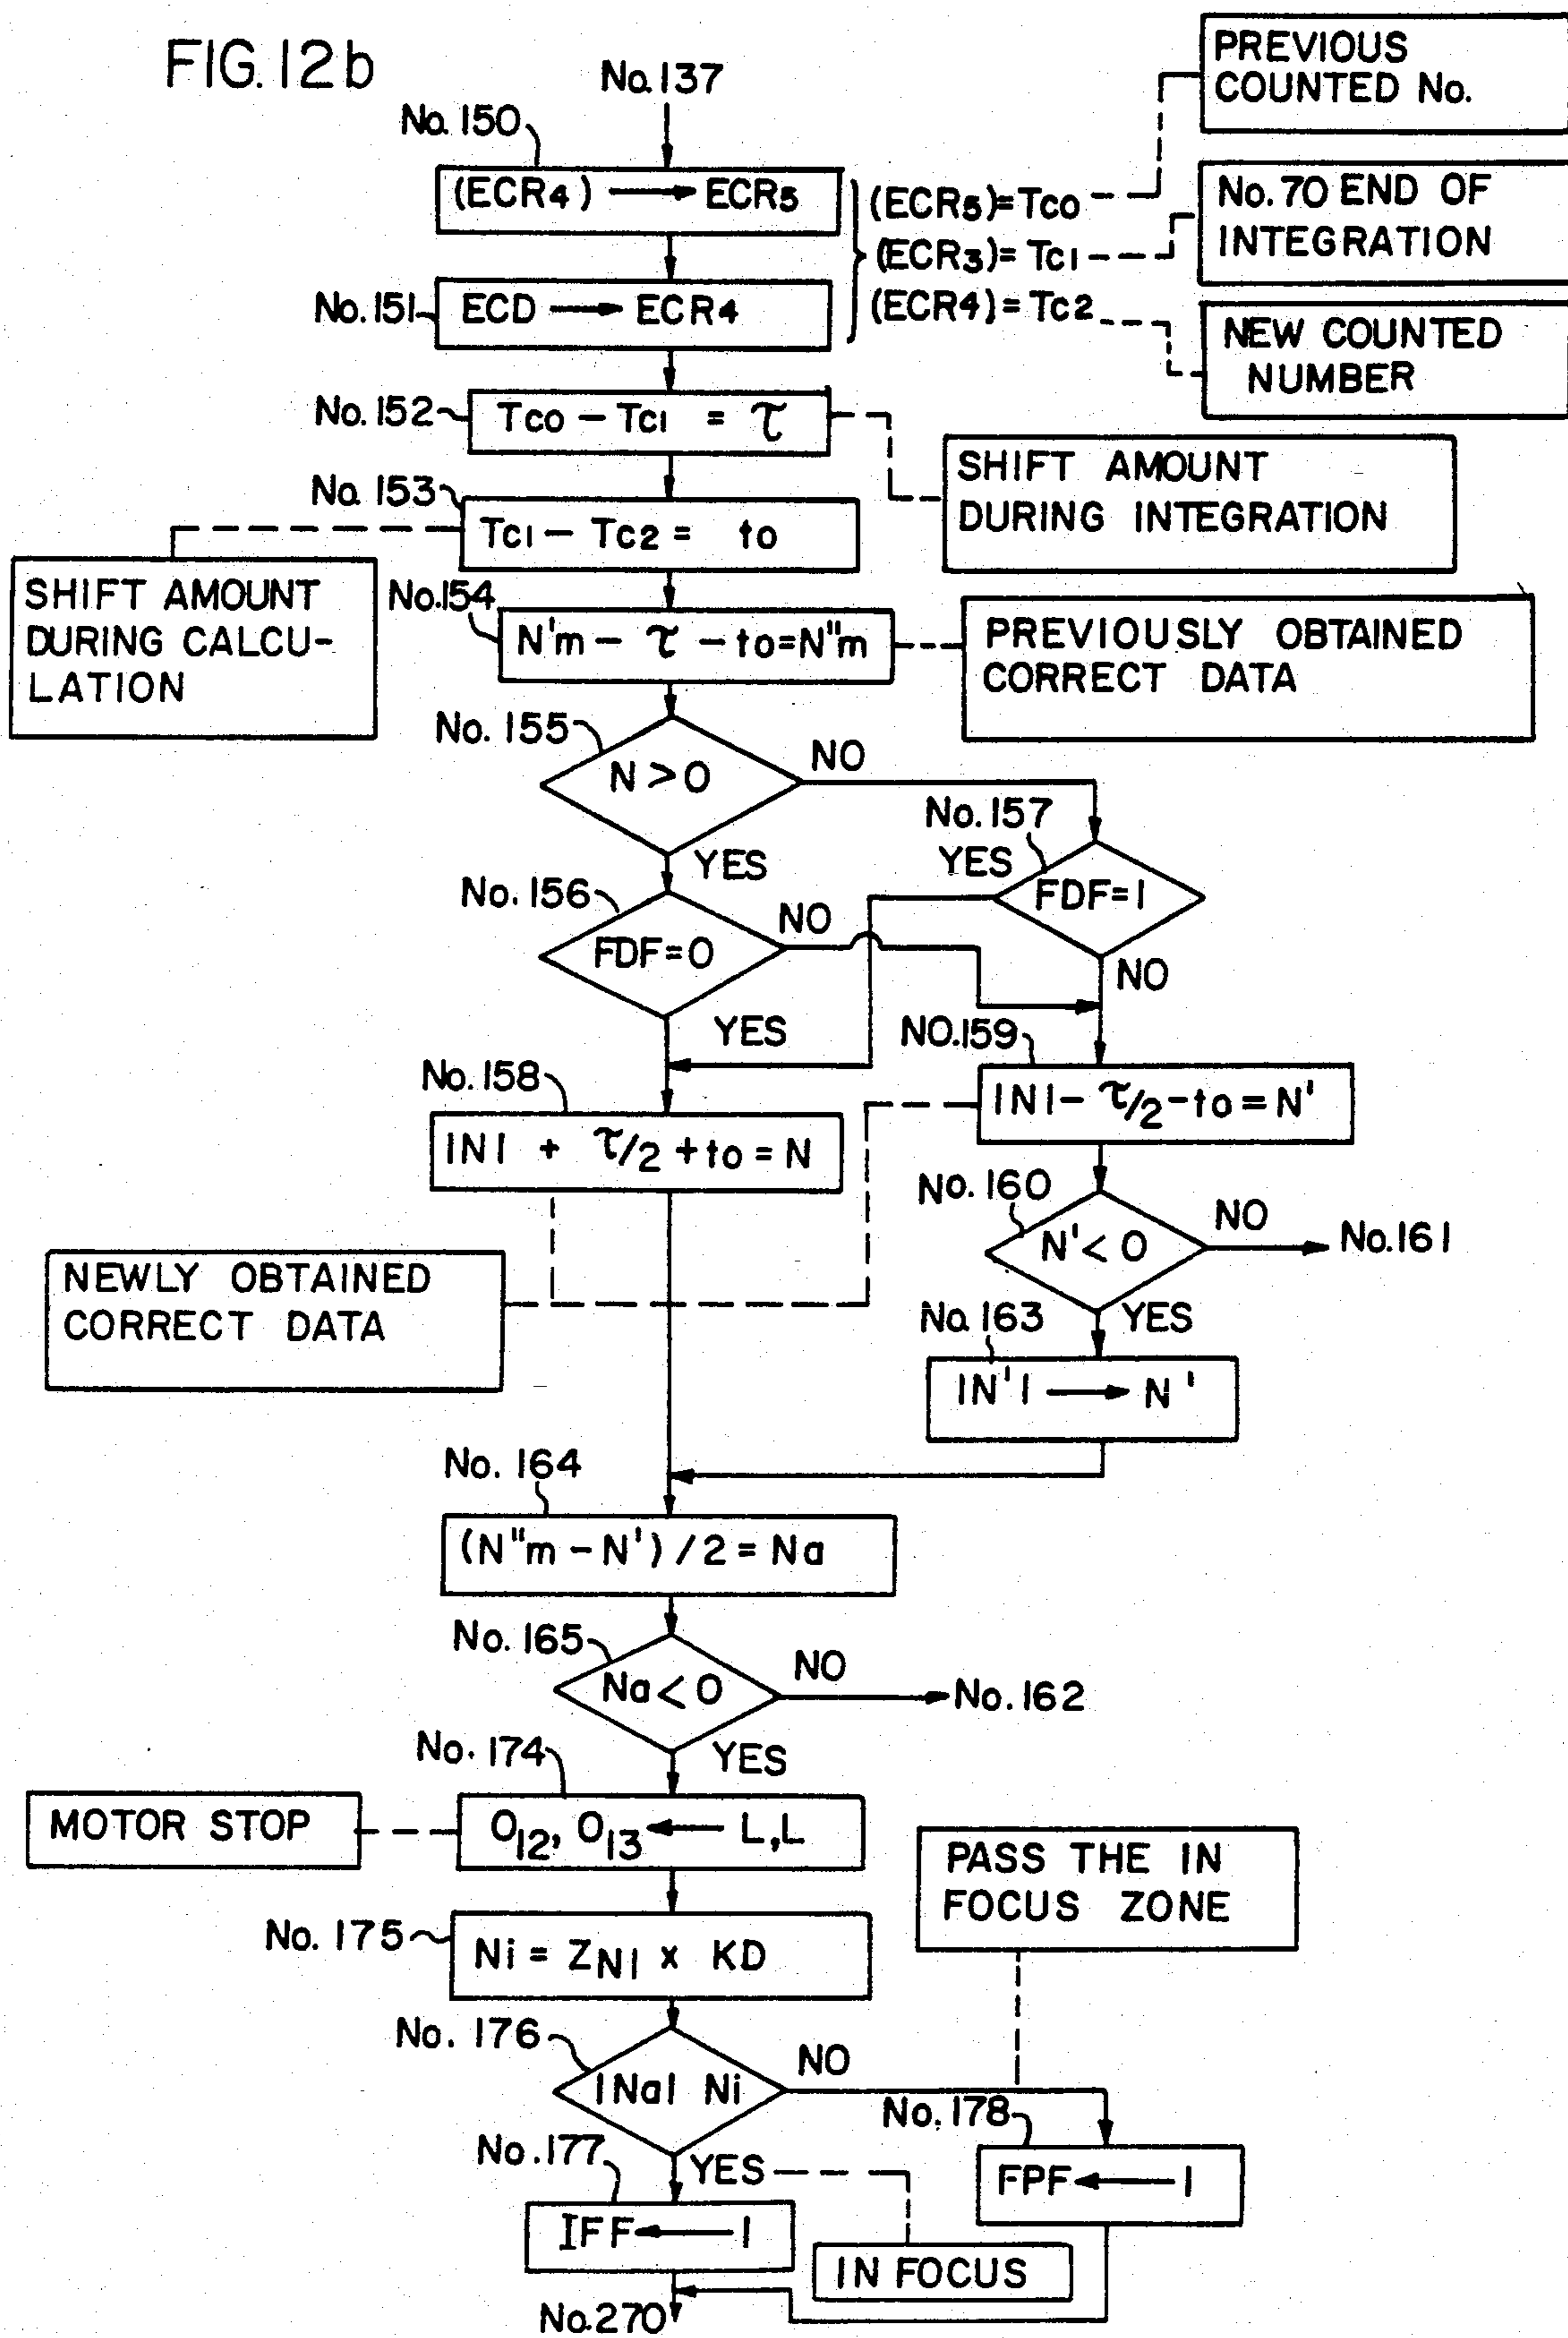 FIG. 12b
No. 137
PREVIOUS
COUNTED No.
No. 150
(ECR4) → ECR5
(ECR5)=Tco
No. 70 END OF
INTEGRATION
(ECR3)= Tc1
No. 151
ECD → ECR4
(ECR4)=Tc2
NEW COUNTED
NUMBER
No. 152
Tco – Tc1 = τ
SHIFT AMOUNT
DURING INTEGRATION
No. 153
Tc1 – Tc2 = to
SHIFT AMOUNT
DURING CALCU-
LATION
No. 154
N'm – τ – to=N"m
PREVIOUSLY OBTAINED
CORRECT DATA
No. 155
N > 0
NO
YES
No. 157
FDF=1
YES
NO
No. 156
FDF=0
NO
YES
NO. 159
|N|– τ/2 –to = N'
No. 158
|N| + τ/2 +to = N
No. 160
N' < 0
NO
No. 161
YES
NEWLY OBTAINED
CORRECT DATA
No. 163
|N'| → N'
No. 164
(N"m – N') / 2 = Na
No. 165
Na < 0
NO
No. 162
YES
No. 174
MOTOR STOP
O12, O13 ← L,L
PASS THE IN
FOCUS ZONE
No. 175
Ni = ZN1 x KD
No. 176
|Na| Ni
NO
No. 178
FPF ← 1
No. 177
YES
IFF ← 1
IN FOCUS
No. 270